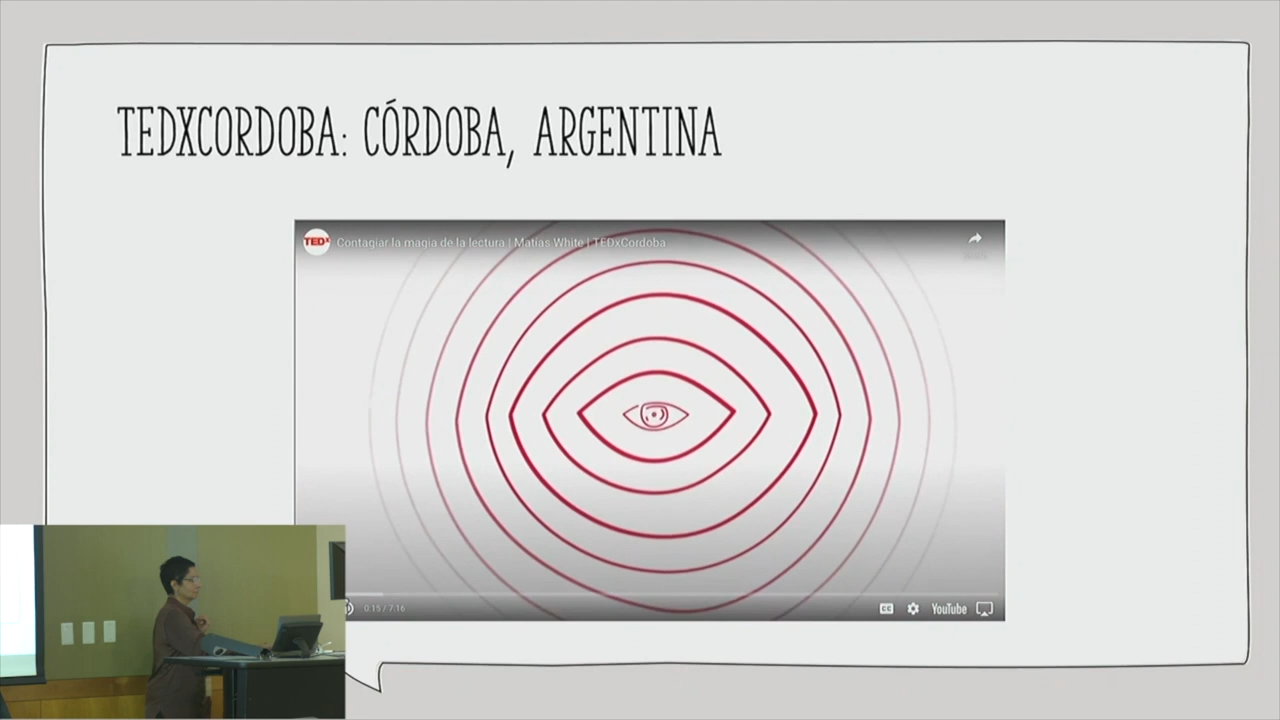 TEDXCORDOBA: CÓRDOBA, ARGENTINA
TEDx Contagiar la magia de la lectura | Matías White | TEDxCordoba
0:15 / 7:16
CC YouTube